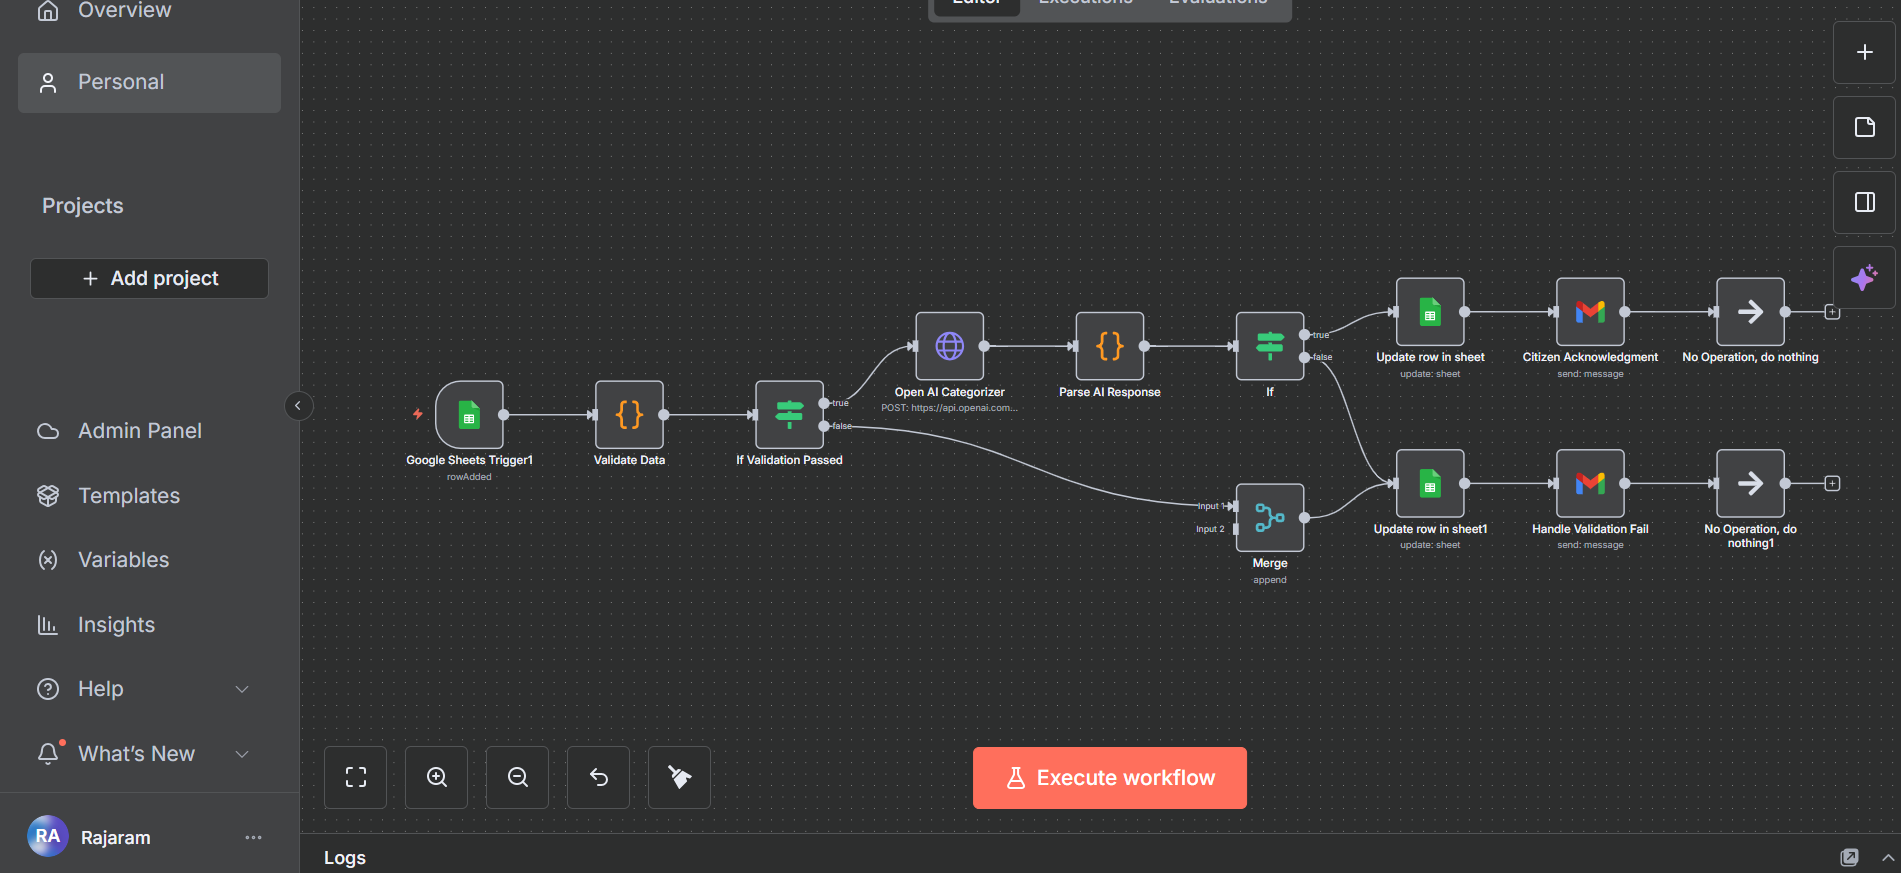 Overview
Personal
Projects
Add project
Admin Panel
Templates
Variables
Insights
Help
What's New
RA
Rajaram
Editor
Executions
Evaluations
Google Sheets Trigger1
rowAdded
Validate Data
true
false
If Validation Passed
Open AI Categorizer
POST: https://api.openai.com...
Parse AI Response
true
false
If
Input 1
Input 2
Merge
append
Update row in sheet
update: sheet
Citizen Acknowledgment
send: message
No Operation, do nothing
Update row in sheet1
update: sheet
Handle Validation Fail
send: message
No Operation, do
nothing1
Execute workflow
Logs